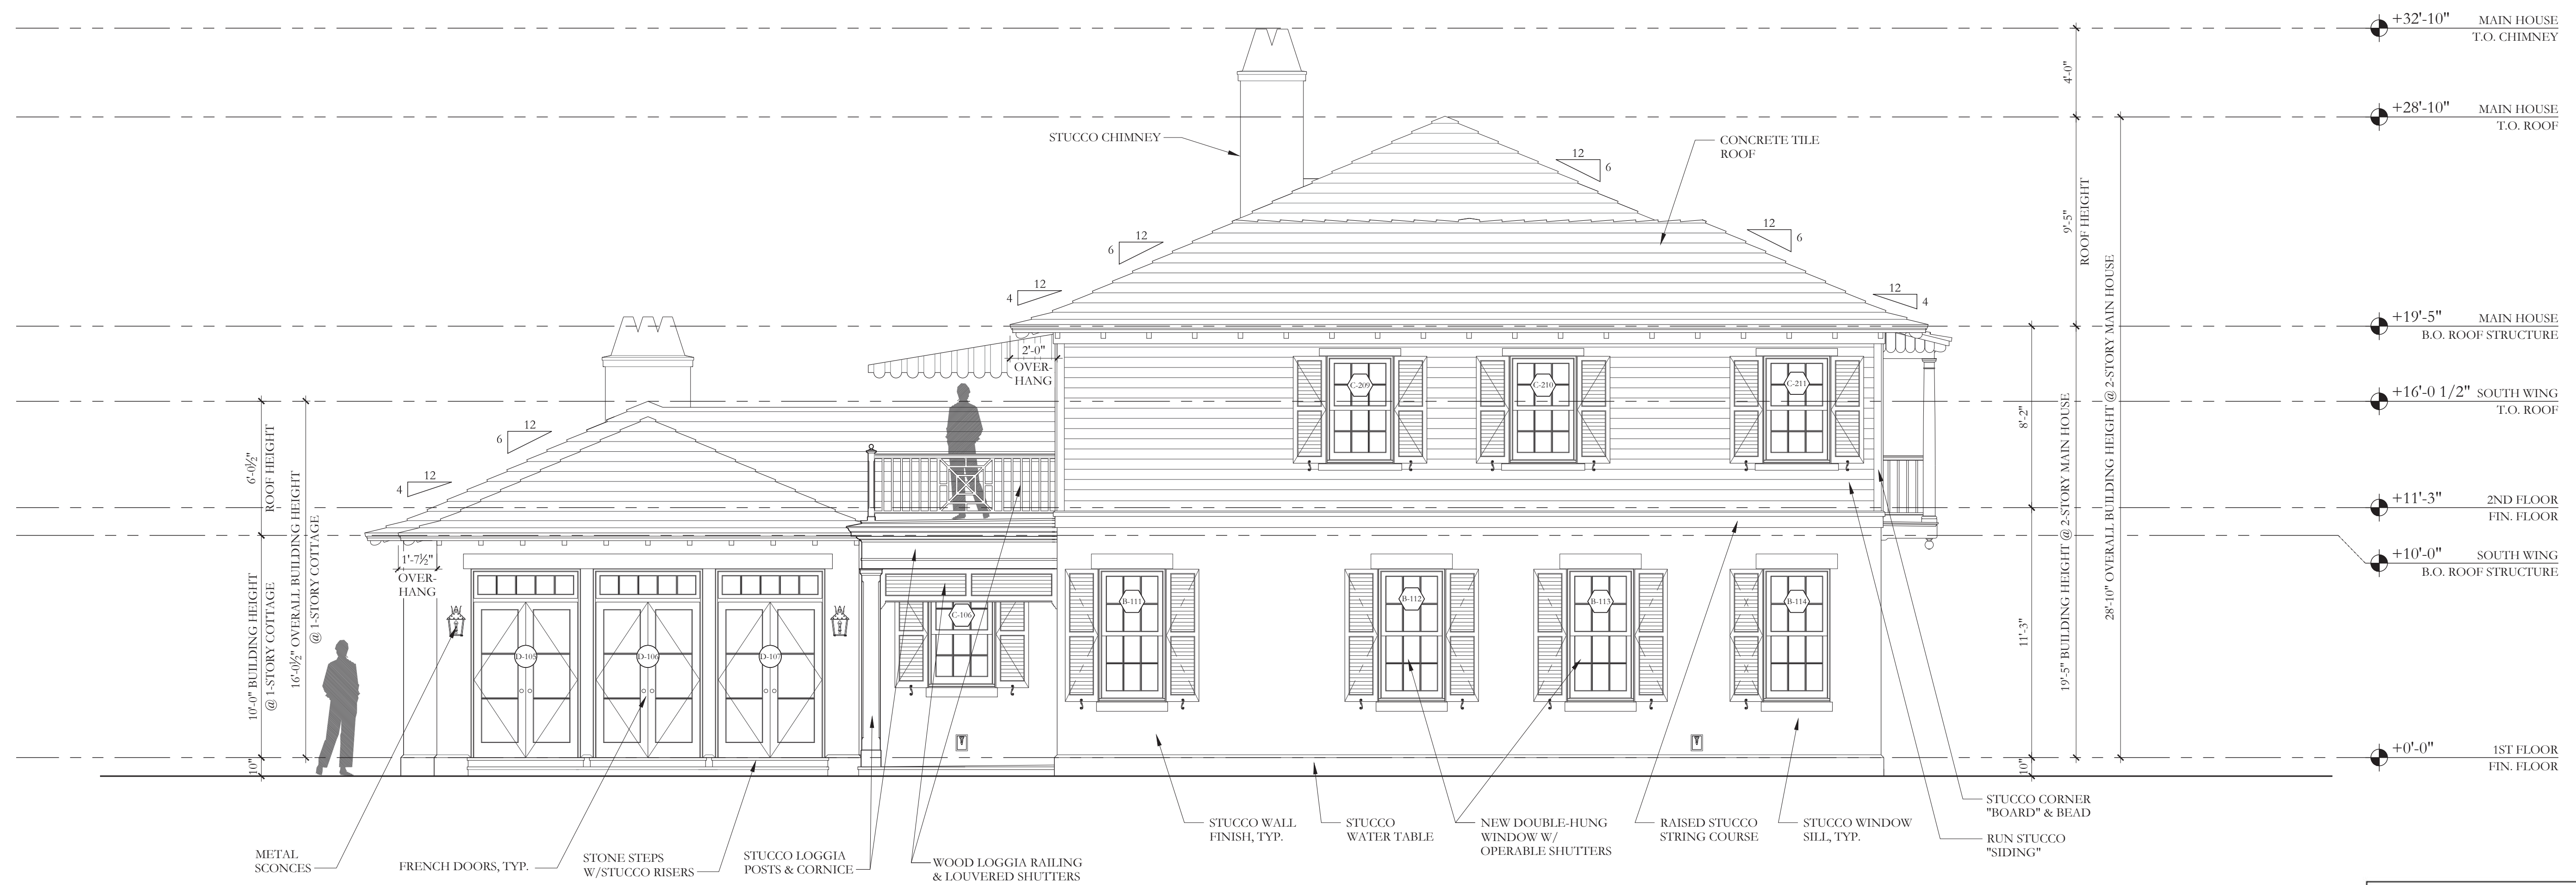 +32'-10" MAIN HOUSE
T.O. CHIMNEY
4'-0"
+28'-10" MAIN HOUSE
T.O. ROOF
STUCCO CHIMNEY
CONCRETE TILE
ROOF
12
6
12
6
12
6
9'-5"
ROOF HEIGHT
12
4
12
4
+19'-5" MAIN HOUSE
B.O. ROOF STRUCTURE
2'-0"
OVER-
HANG
C-209
C-210
C-211
+16'-0 1/2" SOUTH WING
T.O. ROOF
8'-2"
12
6
12
4
6'-0½"
ROOF HEIGHT
+11'-3" 2ND FLOOR
FIN. FLOOR
+10'-0" SOUTH WING
B.O. ROOF STRUCTURE
1'-7½"
OVER-
HANG
10'-0" BUILDING HEIGHT
@ 1-STORY COTTAGE
16'-0½" OVERALL BUILDING HEIGHT
@ 1-STORY COTTAGE
19'-5" BUILDING HEIGHT @ 2-STORY MAIN HOUSE
28'-10" OVERALL BUILDING HEIGHT @ 2-STORY MAIN HOUSE
11'-3"
C-106
B-111
B-112
B-113
B-114
D-105
D-106
D-107
+0'-0" 1ST FLOOR
FIN. FLOOR
10"
10"
STUCCO CORNER
"BOARD" & BEAD
STUCCO WALL
FINISH, TYP.
STUCCO
WATER TABLE
NEW DOUBLE-HUNG
WINDOW W/
OPERABLE SHUTTERS
RAISED STUCCO
STRING COURSE
STUCCO WINDOW
SILL, TYP.
RUN STUCCO
"SIDING"
METAL
SCONCES
FRENCH DOORS, TYP.
STONE STEPS
W/STUCCO RISERS
STUCCO LOGGIA
POSTS & CORNICE
WOOD LOGGIA RAILING
& LOUVERED SHUTTERS